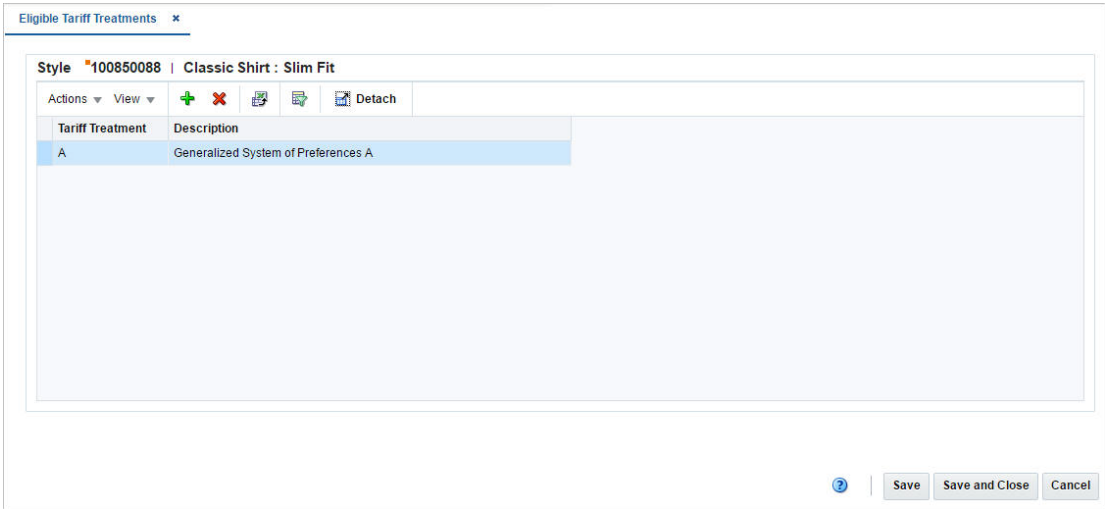 Eligible Tariff Treatments ×
Style 100850088 | Classic Shirt : Slim Fit
Actions View Detach
Tariff Treatment Description
A Generalized System of Preferences A
? Save Save and Close Cancel